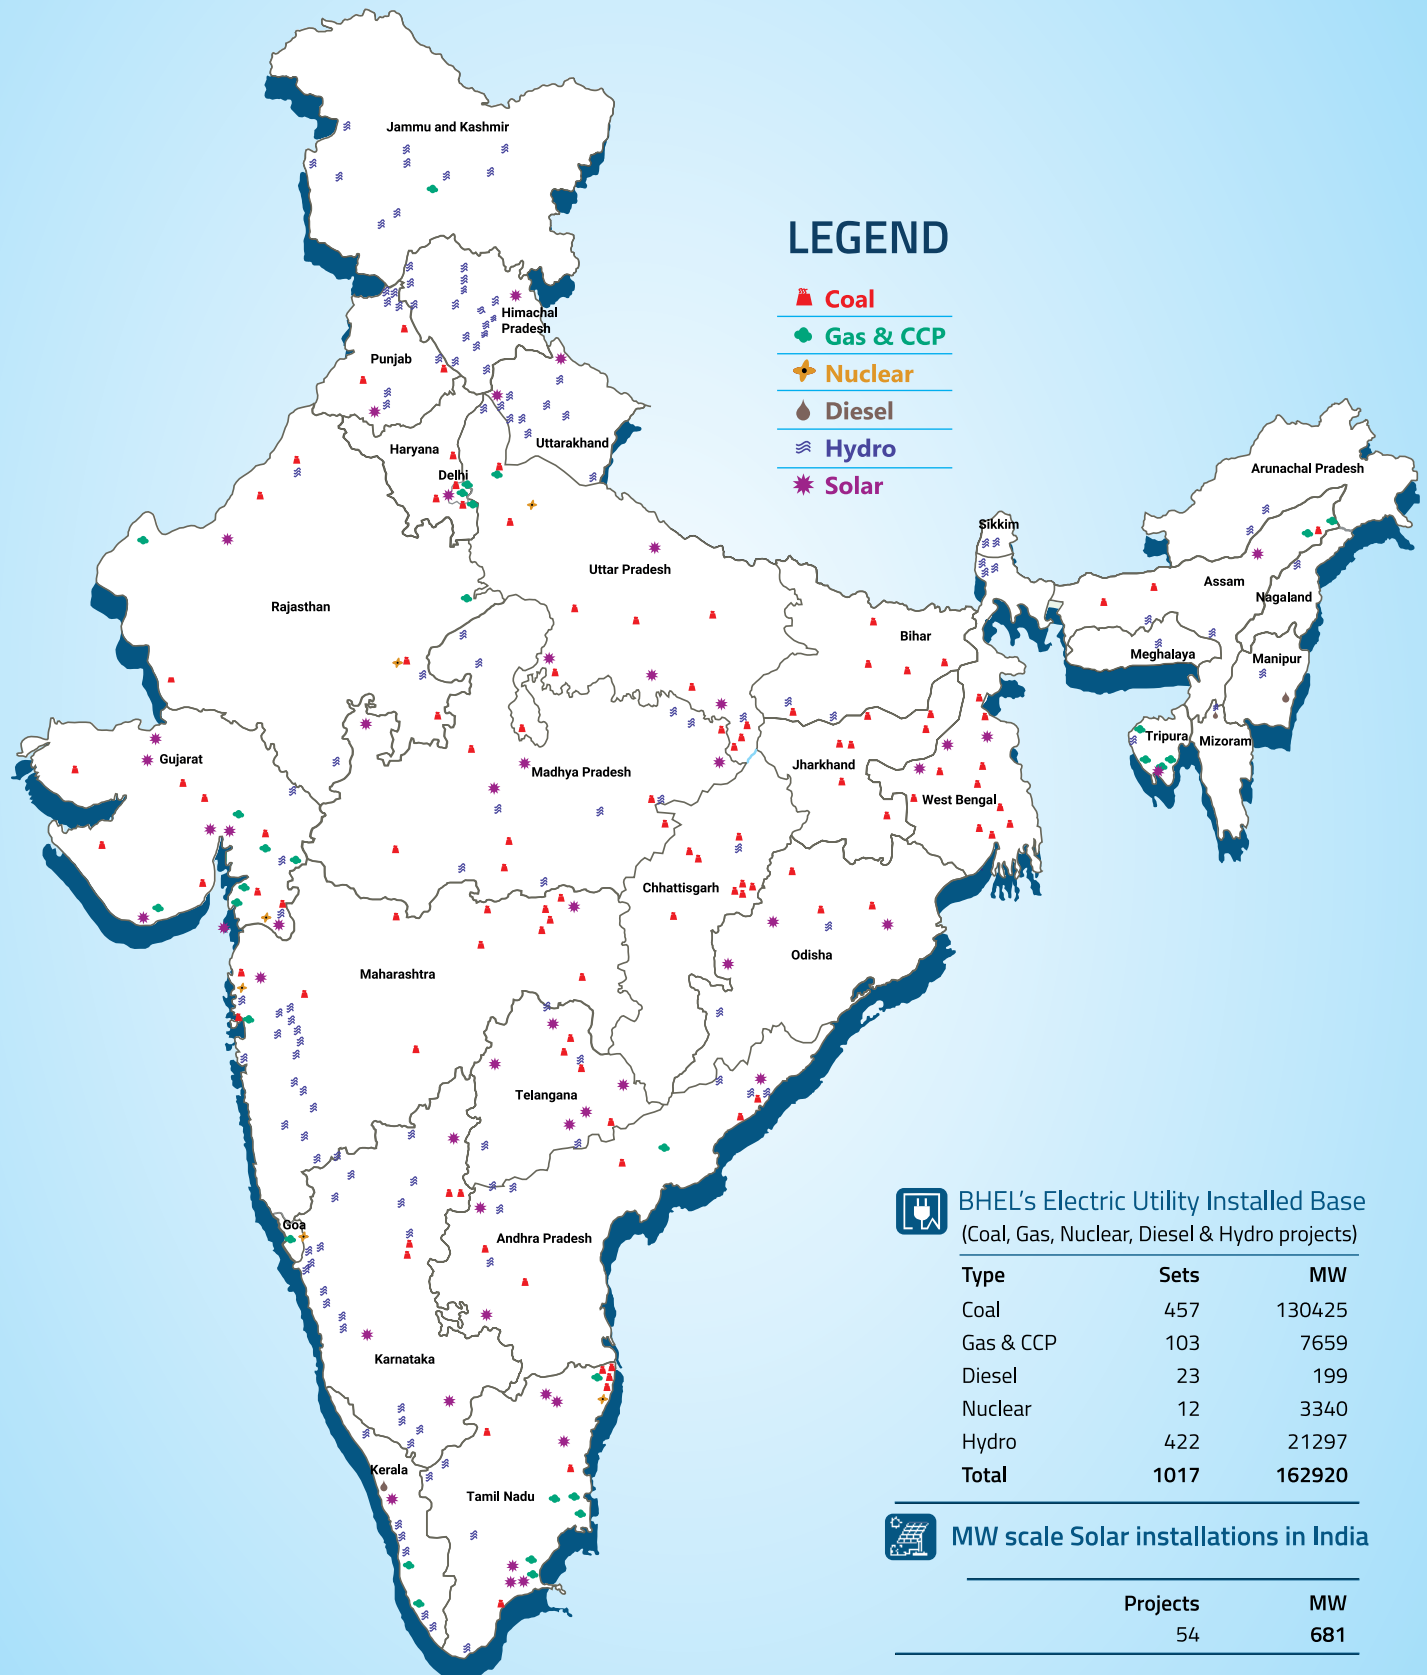 Jammu and Kashmir
LEGEND
Coal
Gas & CCP
Nuclear
Diesel
Hydro
Solar
Himachal
Pradesh
Punjab
Haryana
Uttarakhand
Delhi
Arunachal Pradesh
Sikkim
Uttar Pradesh
Assam
Nagaland
Rajasthan
Bihar
Meghalaya
Manipur
Tripura
Mizoram
Gujarat
Madhya Pradesh
Jharkhand
West Bengal
Chhattisgarh
Odisha
Maharashtra
Telangana
Goa
Andhra Pradesh
Karnataka
Kerala
Tamil Nadu
BHEL's Electric Utility Installed Base
(Coal, Gas, Nuclear, Diesel & Hydro projects)
Type Sets MW
Coal 457 130425
Gas & CCP 103 7659
Diesel 23 199
Nuclear 12 3340
Hydro 422 21297
Total 1017 162920
MW scale Solar installations in India
Projects MW
54 681